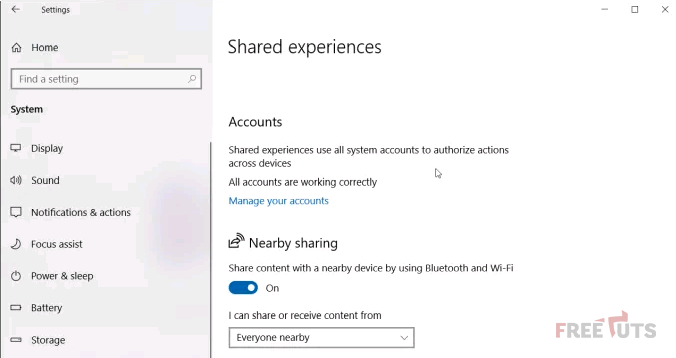 Settings
Home
Find a setting
System
Display
Sound
Notifications & actions
Focus assist
Power & sleep
Battery
Storage
Shared experiences
Accounts
Shared experiences use all system accounts to authorize actions
across devices
All accounts are working correctly
Manage your accounts
Nearby sharing
Share content with a nearby device by using Bluetooth and Wi-Fi
On
I can share or receive content from
Everyone nearby
FREETUTS